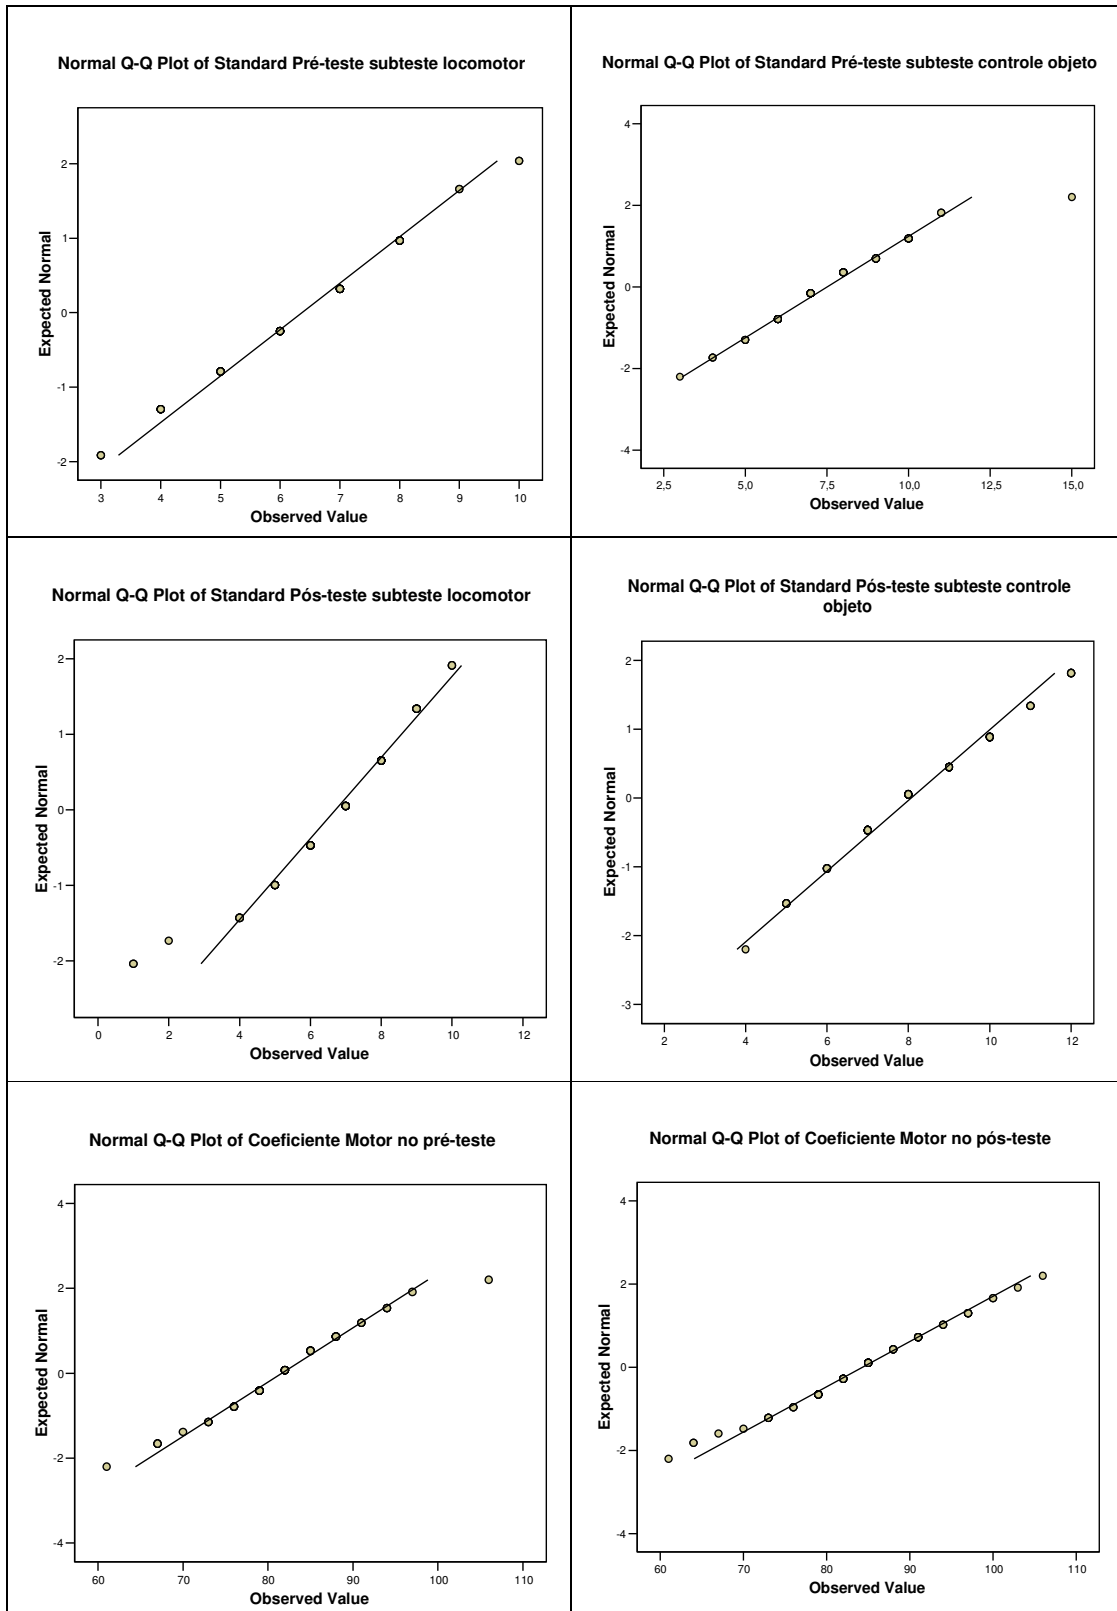 Normal Q-Q Plot of Standard Pré-teste subteste locomotor
Expected Normal
2
1
0
-1
-2
3 4 5 6 7 8 9 10
Observed Value
Normal Q-Q Plot of Standard Pré-teste subteste controle objeto
Expected Normal
4
2
0
-2
-4
2,5 5,0 7,5 10,0 12,5 15,0
Observed Value
Normal Q-Q Plot of Standard Pós-teste subteste locomotor
Expected Normal
2
1
0
-1
-2
0 2 4 6 8 10 12
Observed Value
Normal Q-Q Plot of Standard Pós-teste subteste controle
objeto
Expected Normal
2
1
0
-1
-2
-3
2 4 6 8 10 12
Observed Value
Normal Q-Q Plot of Coeficiente Motor no pré-teste
Expected Normal
4
2
0
-2
-4
60 70 80 90 100 110
Observed Value
Normal Q-Q Plot of Coeficiente Motor no pós-teste
Expected Normal
4
2
0
-2
-4
60 70 80 90 100 110
Observed Value